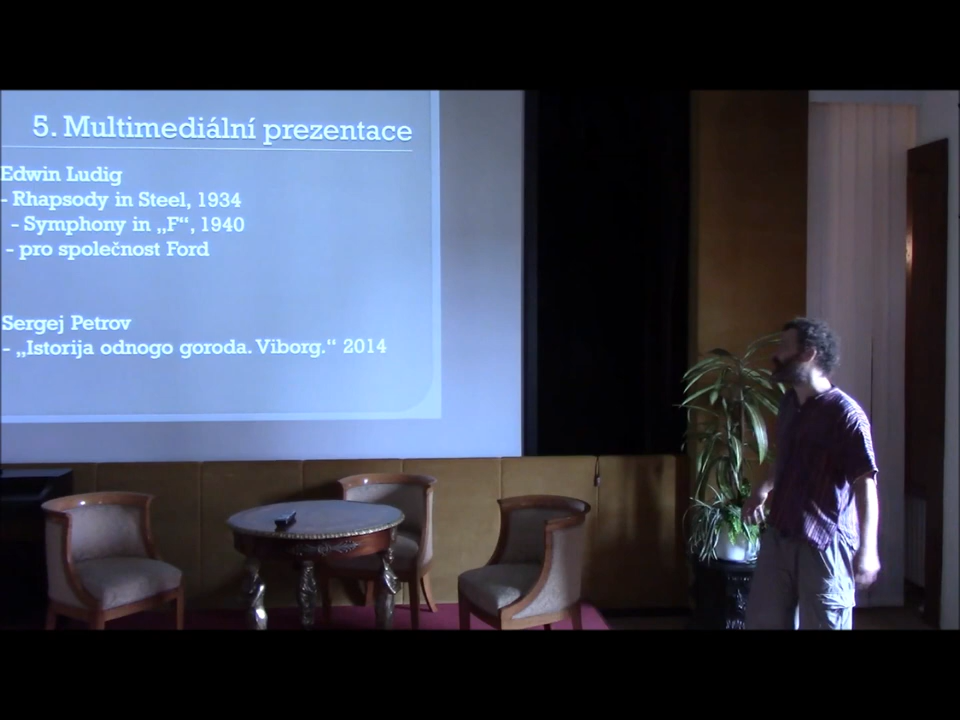 5. Multimediální prezentace
Edwin Ludig
- Rhapsody in Steel, 1934
- Symphony in „F“, 1940
- pro společnost Ford
Sergej Petrov
- „Istorija odnogo goroda. Viborg.“ 2014